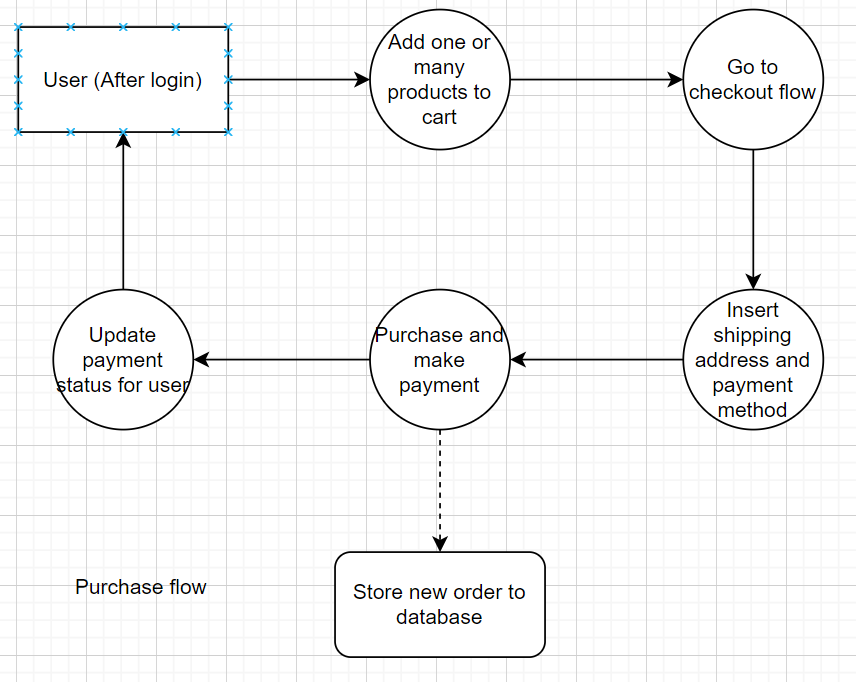 User (After login)
Add one or
many
products to
cart
Go to
checkout flow
Insert
shipping
address and
payment
method
Purchase and
make
payment
Update
payment
status for user
Store new order to
database
Purchase flow